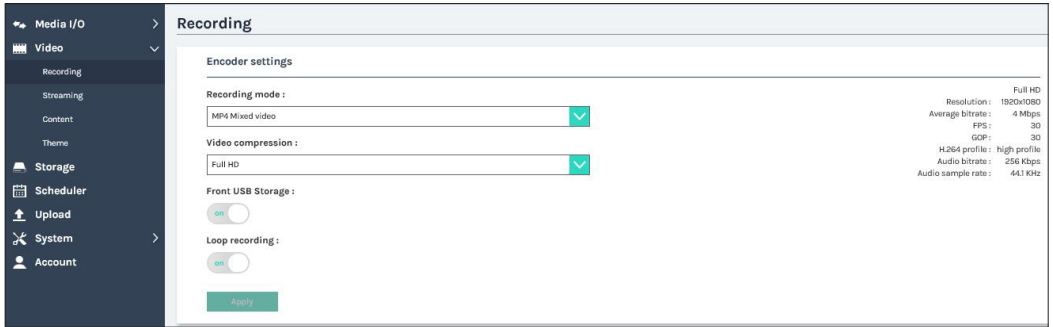 Media I/O
Video
Recording
Streaming
Content
Theme
Storage
Scheduler
Upload
System
Account
Recording
Encoder settings
Recording mode :
MP4 Mixed video
Video compression :
Full HD
Front USB Storage :
on
Loop recording :
on
Apply
Full HD
Resolution : 1920x1080
Average bitrate : 4 Mbps
FPS : 30
GOP : 30
H.264 profile : high profile
Audio bitrate : 256 Kbps
Audio sample rate : 44.1 KHz